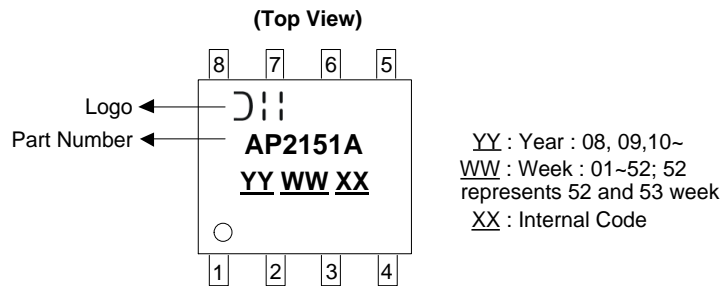 (Top View)
8 7 6 5
Logo
Part Number
AP2151A
YY WW XX
1 2 3 4
YY : Year : 08, 09,10~
WW : Week : 01~52; 52
represents 52 and 53 week
XX : Internal Code